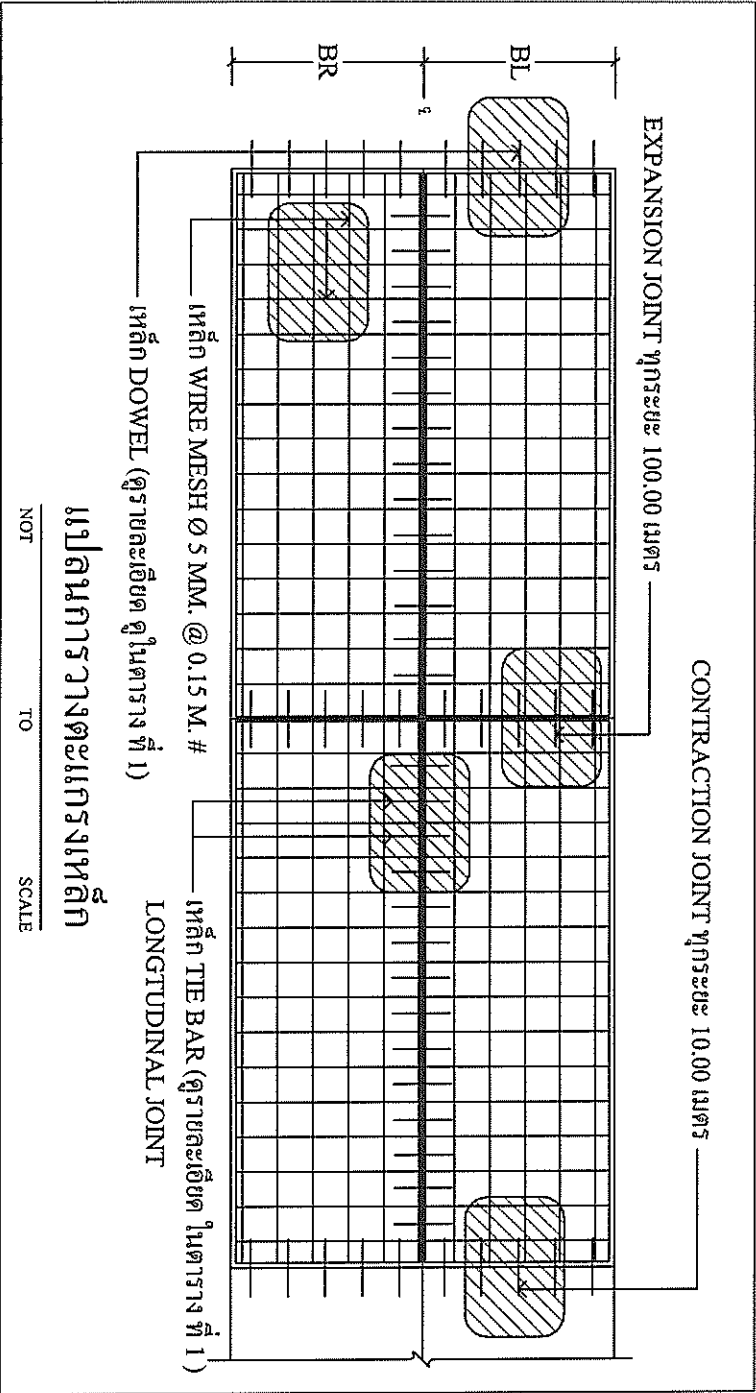 CONTRACTION JOINT ทุกระยะ 10.00 เมตร
EXPANSION JOINT ทุกระยะ 100.00 เมตร
BL
BR
เหล็ก TIE BAR (ดูรายละเอียด ในตาราง ที่ 1 )
LONGTUDINAL JOINT
เหล็ก WIRE MESH Ø 5 MM. @ 0.15 M. #
เหล็ก DOWEL (ดูรายละเอียด ดูในตาราง ที่ 1)
แปลนการวางตะแกรงเหล็ก
NOT TO SCALE